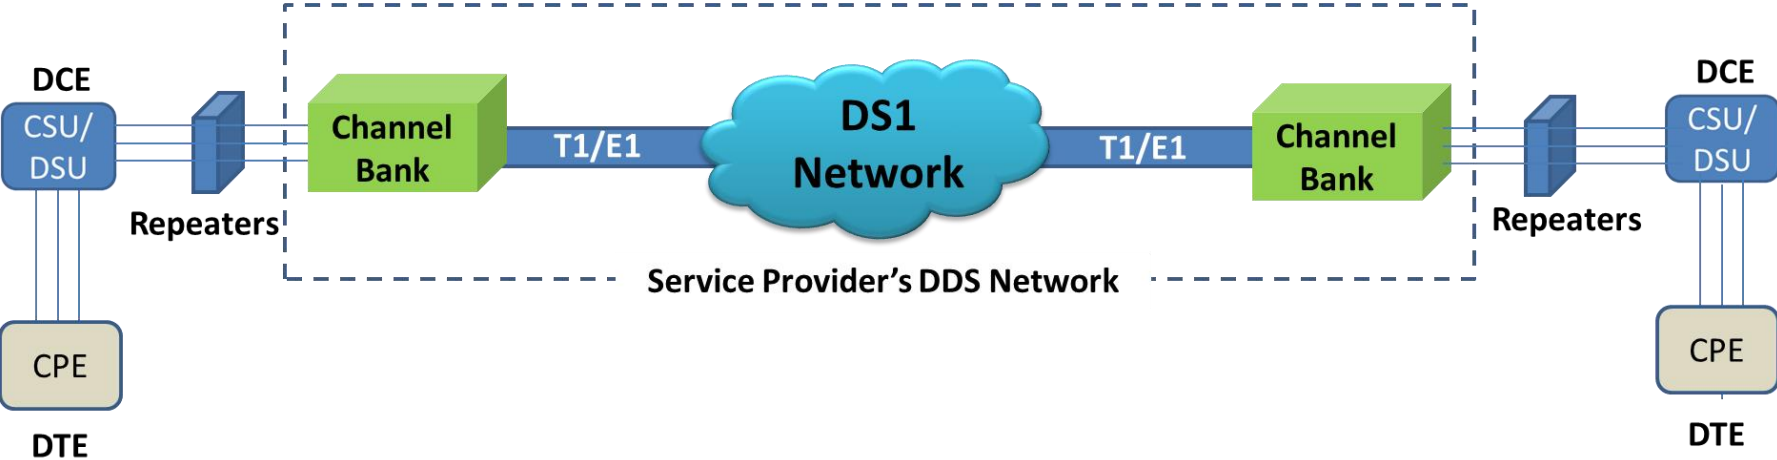 DCE
CSU/
DSU
Repeaters
CPE
DTE
Channel
Bank
T1/E1
DS1
Network
T1/E1
Channel
Bank
Service Provider’s DDS Network
DCE
CSU/
DSU
Repeaters
CPE
DTE